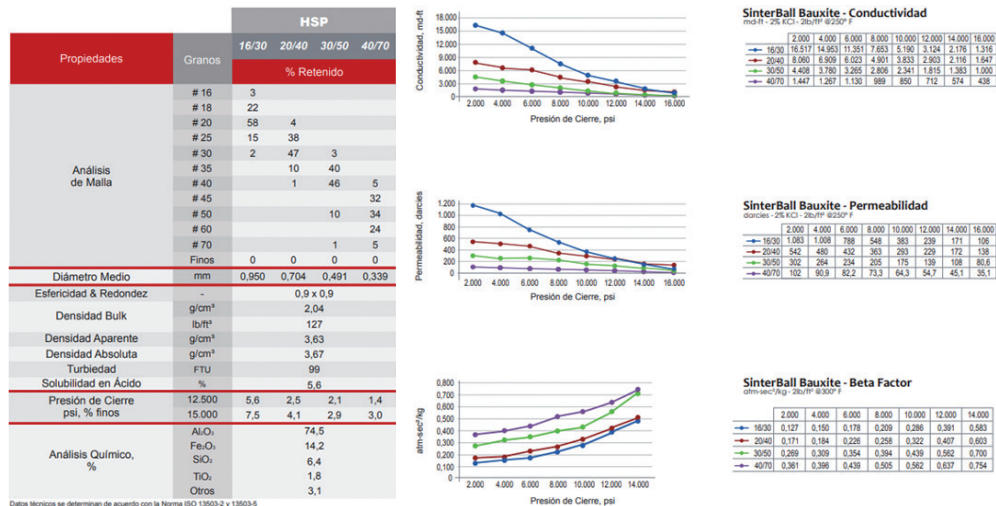 HSP
Propiedades Granos 16/30 20/40 30/50 40/70
% Retenido
Análisis de Malla
# 16 3
# 18 22
# 20 58 4
# 25 15 38
# 30 2 47 3
# 35 10 40
# 40 1 46 5
# 45 32
# 50 10 34
# 60 24
# 70 1 5
Finos 0 0 0 0
Diámetro Medio mm 0,950 0,704 0,491 0,339
Esfericidad & Redondez - 0,9 x 0,9
Densidad Bulk g/cm³ 2,04
lb/ft³ 127
Densidad Aparente g/cm³ 3,63
Densidad Absoluta g/cm³ 3,67
Turbiedad FTU 99
Solubilidad en Ácido % 5,6
Presión de Cierre psi, % finos
12.500 5,6 2,5 2,1 1,4
15.000 7,5 4,1 2,9 3,0
Análisis Químico, %
Al₂O₃ 74,5
Fe₂O₃ 14,2
SiO₂ 6,4
TiO₂ 1,8
Otros 3,1
Datos técnicos se determinan de acuerdo con la Norma ISO 13503-2 y 13503-5
Conductividad, md-ft
18.000
15.000
12.000
9.000
6.000
3.000
0.000
2.000 4.000 6.000 8.000 10.000 12.000 14.000 16.000
Presión de Cierre, psi
SinterBall Bauxite - Conductividad
md-ft - 2% KCl - 2lb/ft² @250° F
2.000 4.000 6.000 8.000 10.000 12.000 14.000 16.000
16/30 16.517 14.953 11.351 7.653 5.190 3.124 2.176 1.316
20/40 8.060 6.909 6.023 4.901 3.833 2.903 2.116 1.647
30/50 4.408 3.780 3.265 2.806 2.341 1.815 1.383 1.000
40/70 1.447 1.267 1.130 989 850 712 574 438
Permeabilidad, darcies
1.200
1.000
800
600
400
200
0.000
2.000 4.000 6.000 8.000 10.000 12.000 14.000 16.000
Presión de Cierre, psi
SinterBall Bauxite - Permeabilidad
darcies - 2% KCl - 2lb/ft² @250° F
2.000 4.000 6.000 8.000 10.000 12.000 14.000 16.000
16/30 1.083 1.008 788 548 383 239 171 106
20/40 542 480 432 363 293 229 172 138
30/50 302 264 234 205 175 139 108 80,6
40/70 102 90,9 82,2 73,3 64,3 54,7 45,1 35,1
atm-sec²/kg
0,800
0,700
0,600
0,500
0,400
0,300
0,200
0,100
0,000
2.000 4.000 6.000 8.000 10.000 12.000 14.000
Presión de Cierre, psi
SinterBall Bauxite - Beta Factor
atm-sec²/kg - 2lb/ft² @300° F
2.000 4.000 6.000 8.000 10.000 12.000 14.000
16/30 0,127 0,150 0,178 0,209 0,286 0,391 0,583
20/40 0,171 0,184 0,226 0,258 0,322 0,407 0,603
30/50 0,269 0,309 0,354 0,394 0,439 0,562 0,700
40/70 0,361 0,396 0,439 0,505 0,562 0,637 0,754